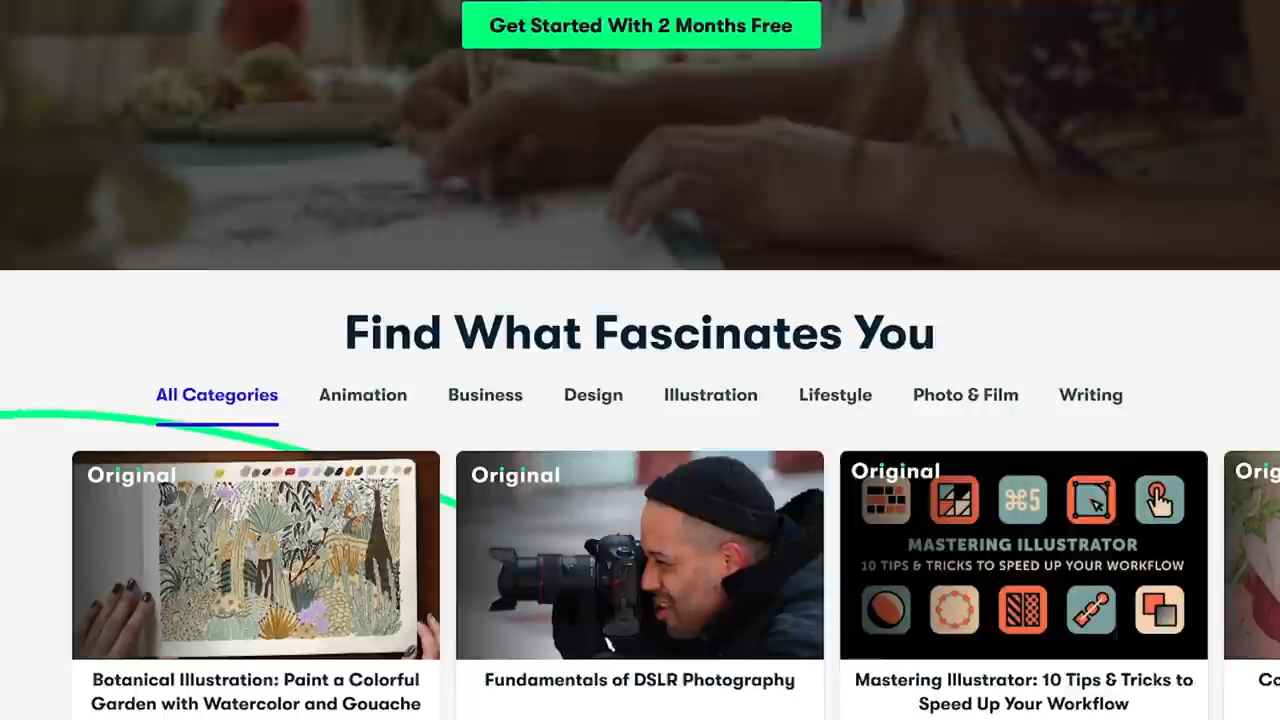 Get Started With 2 Months Free
Find What Fascinates You
All Categories
Animation
Business
Design
Illustration
Lifestyle
Photo & Film
Writing
Original
Original
Original
⌘5
MASTERING ILLUSTRATOR
10 TIPS & TRICKS TO SPEED UP YOUR WORKFLOW
Botanical Illustration: Paint a Colorful
Garden with Watercolor and Gouache
Fundamentals of DSLR Photography
Mastering Illustrator: 10 Tips & Tricks to
Speed Up Your Workflow